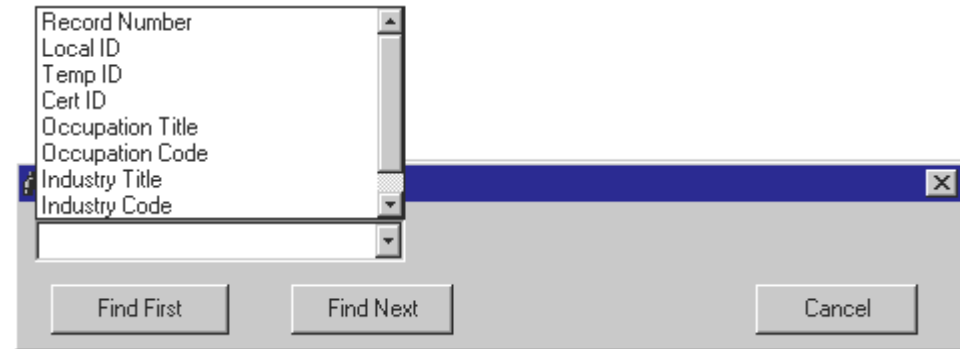 Record Number
Local ID
Temp ID
Cert ID
Occupation Title
Occupation Code
Industry Title
Industry Code
Find First
Find Next
Cancel